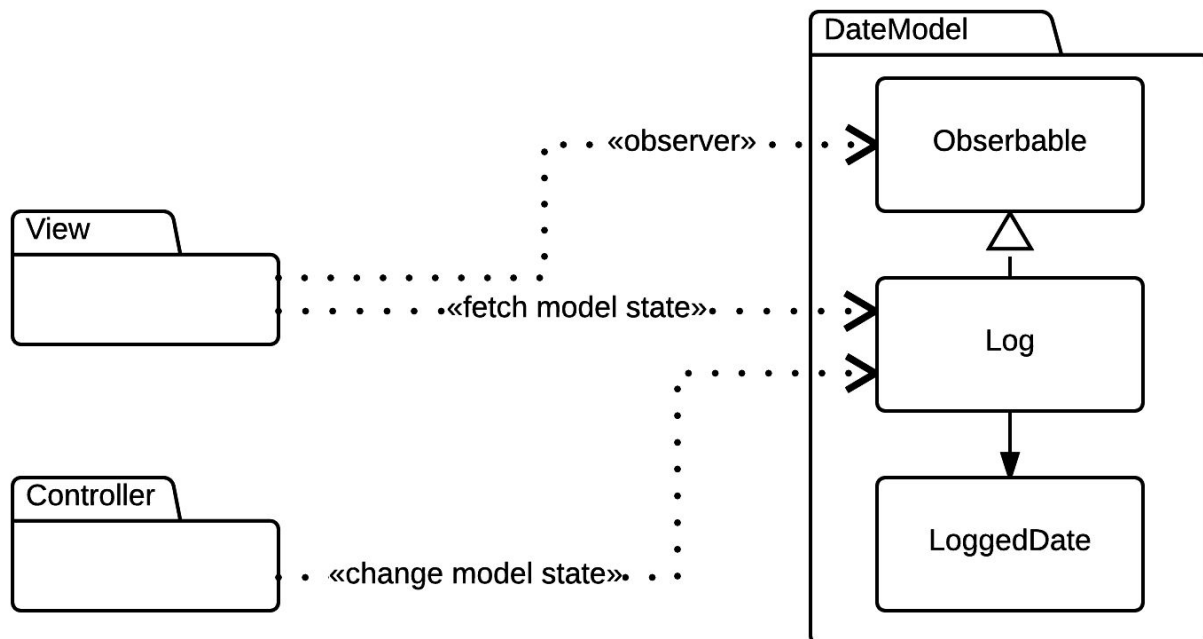 DateModel
Obserbable
«observer»
View
«fetch model state»
Log
Controller
«change model state»
LoggedDate